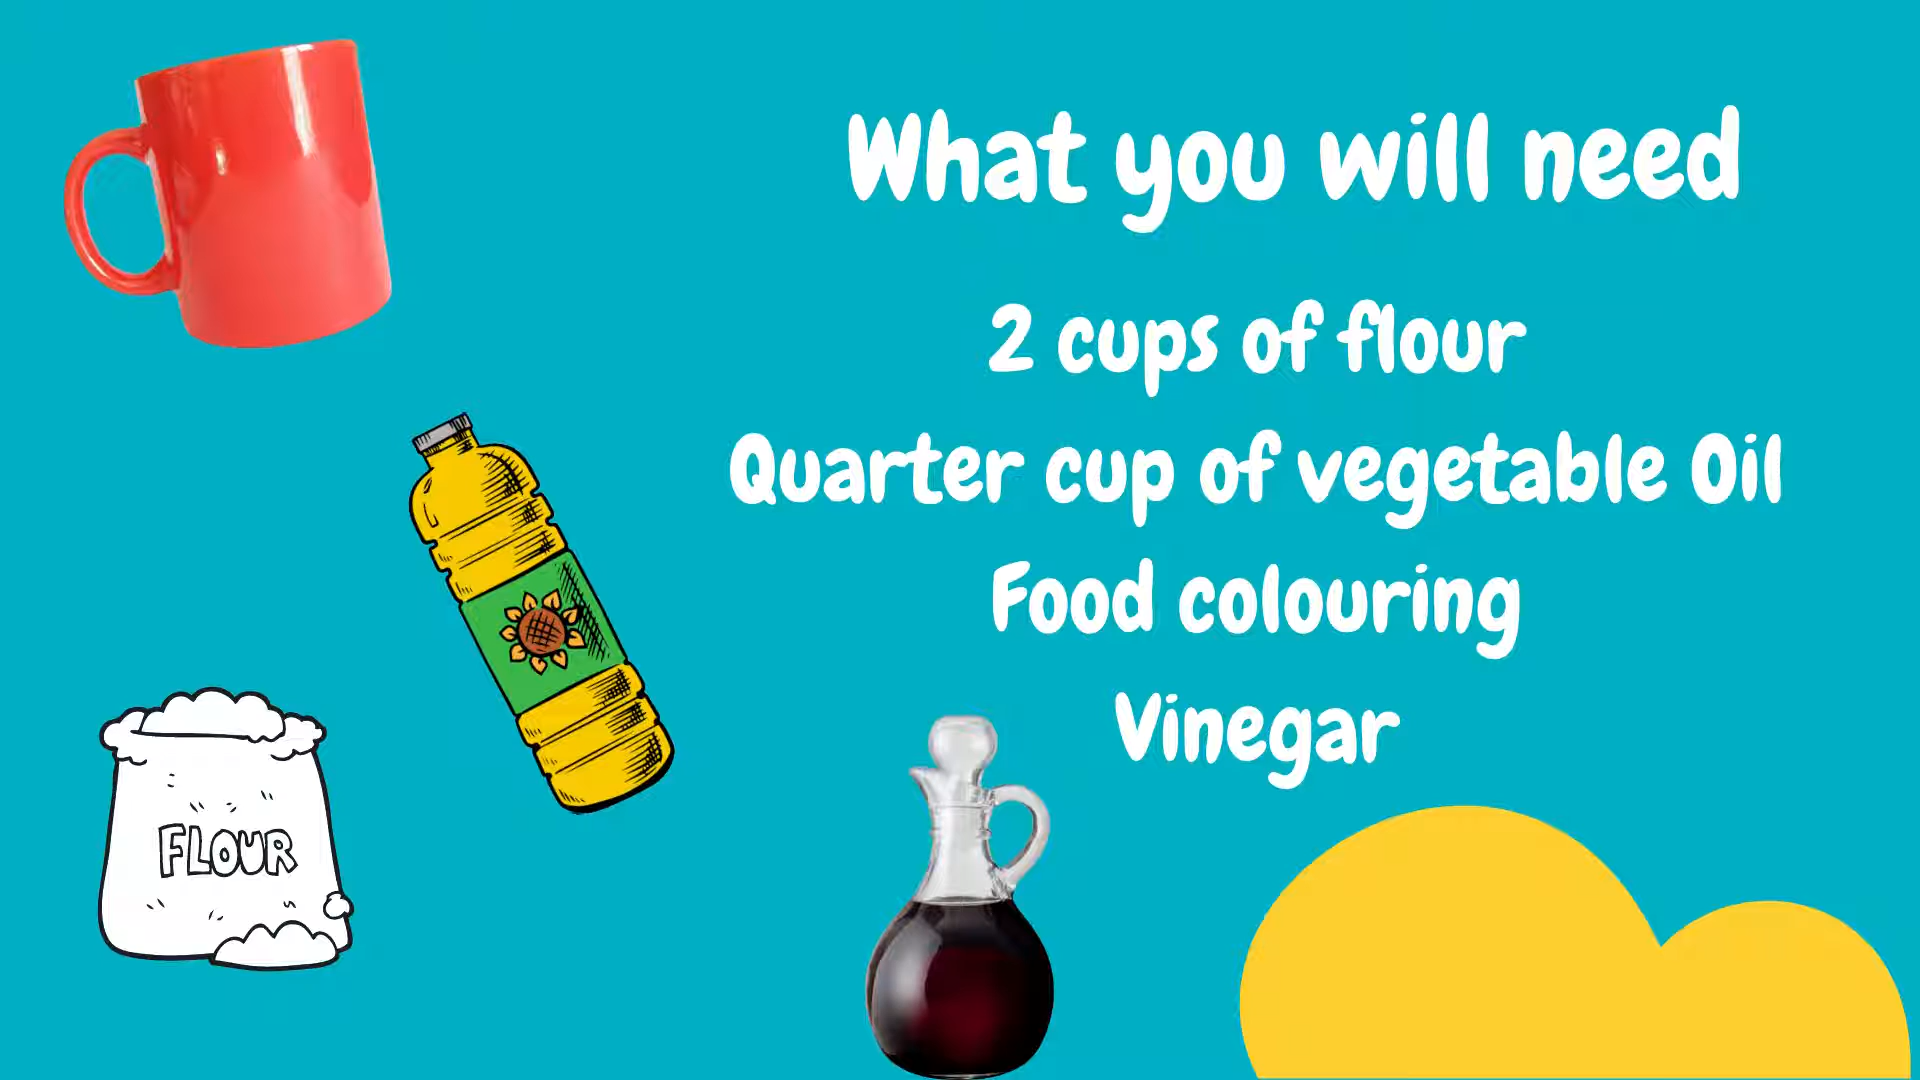 What you will need
2 cups of flour
Quarter cup of vegetable Oil
Food colouring
Vinegar
FLOUR